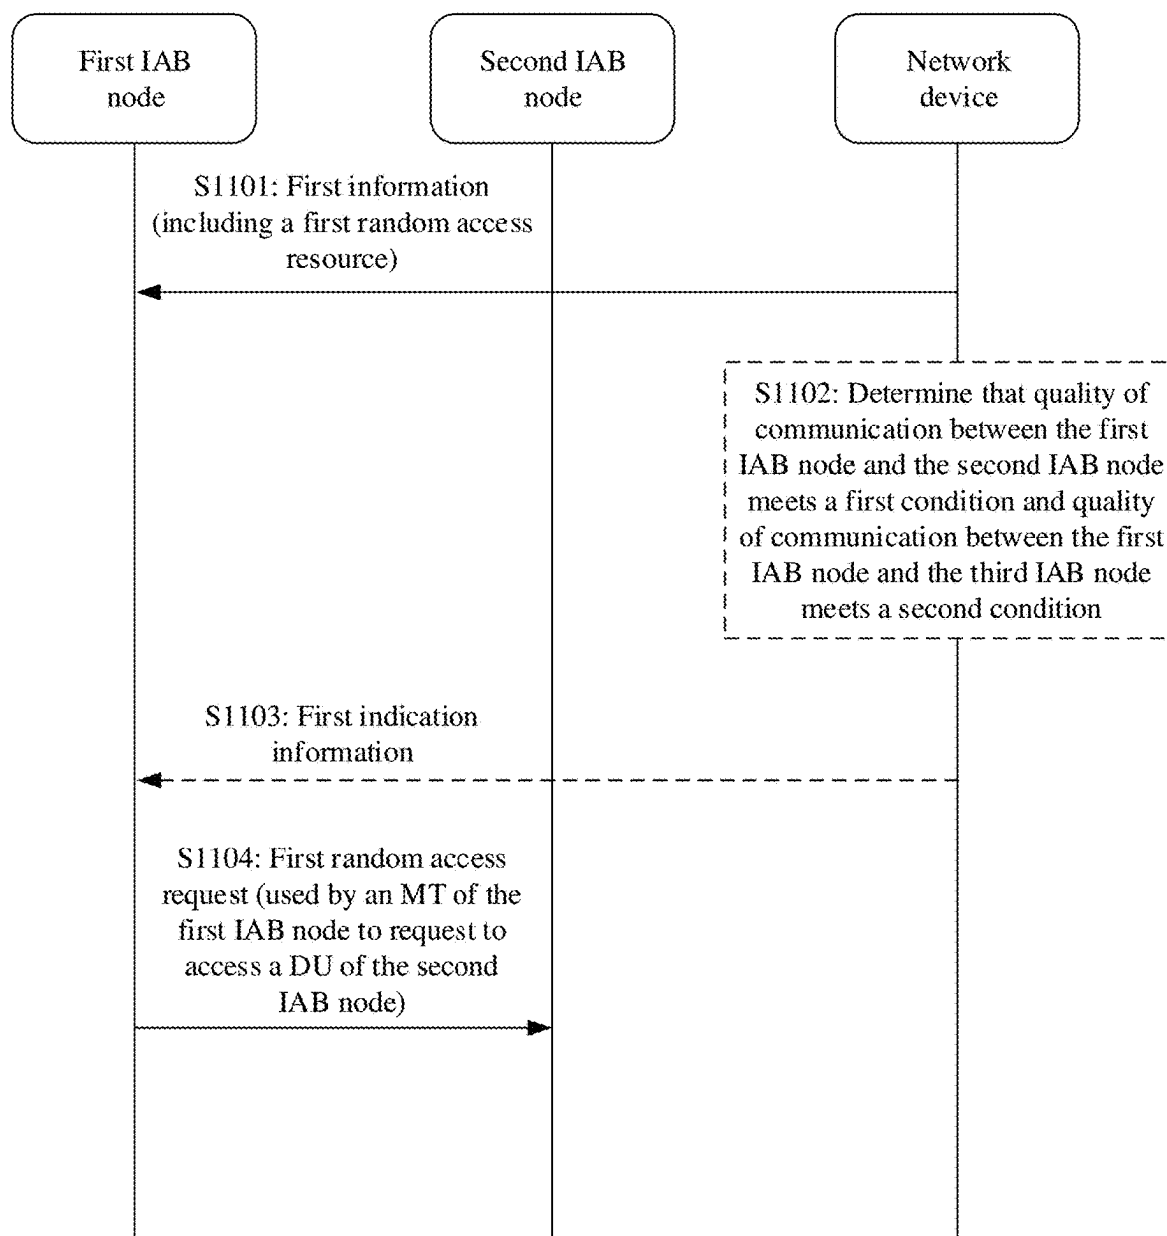 First IAB
node
Second IAB
node
Network
device
S1101: First information
(including a first random access
resource)
S1102: Determine that quality of
communication between the first
IAB node and the second IAB node
meets a first condition and quality
of communication between the first
IAB node and the third IAB node
meets a second condition
S1103: First indication
information
S1104: First random access
request (used by an MT of the
first IAB node to request to
access a DU of the second
IAB node)